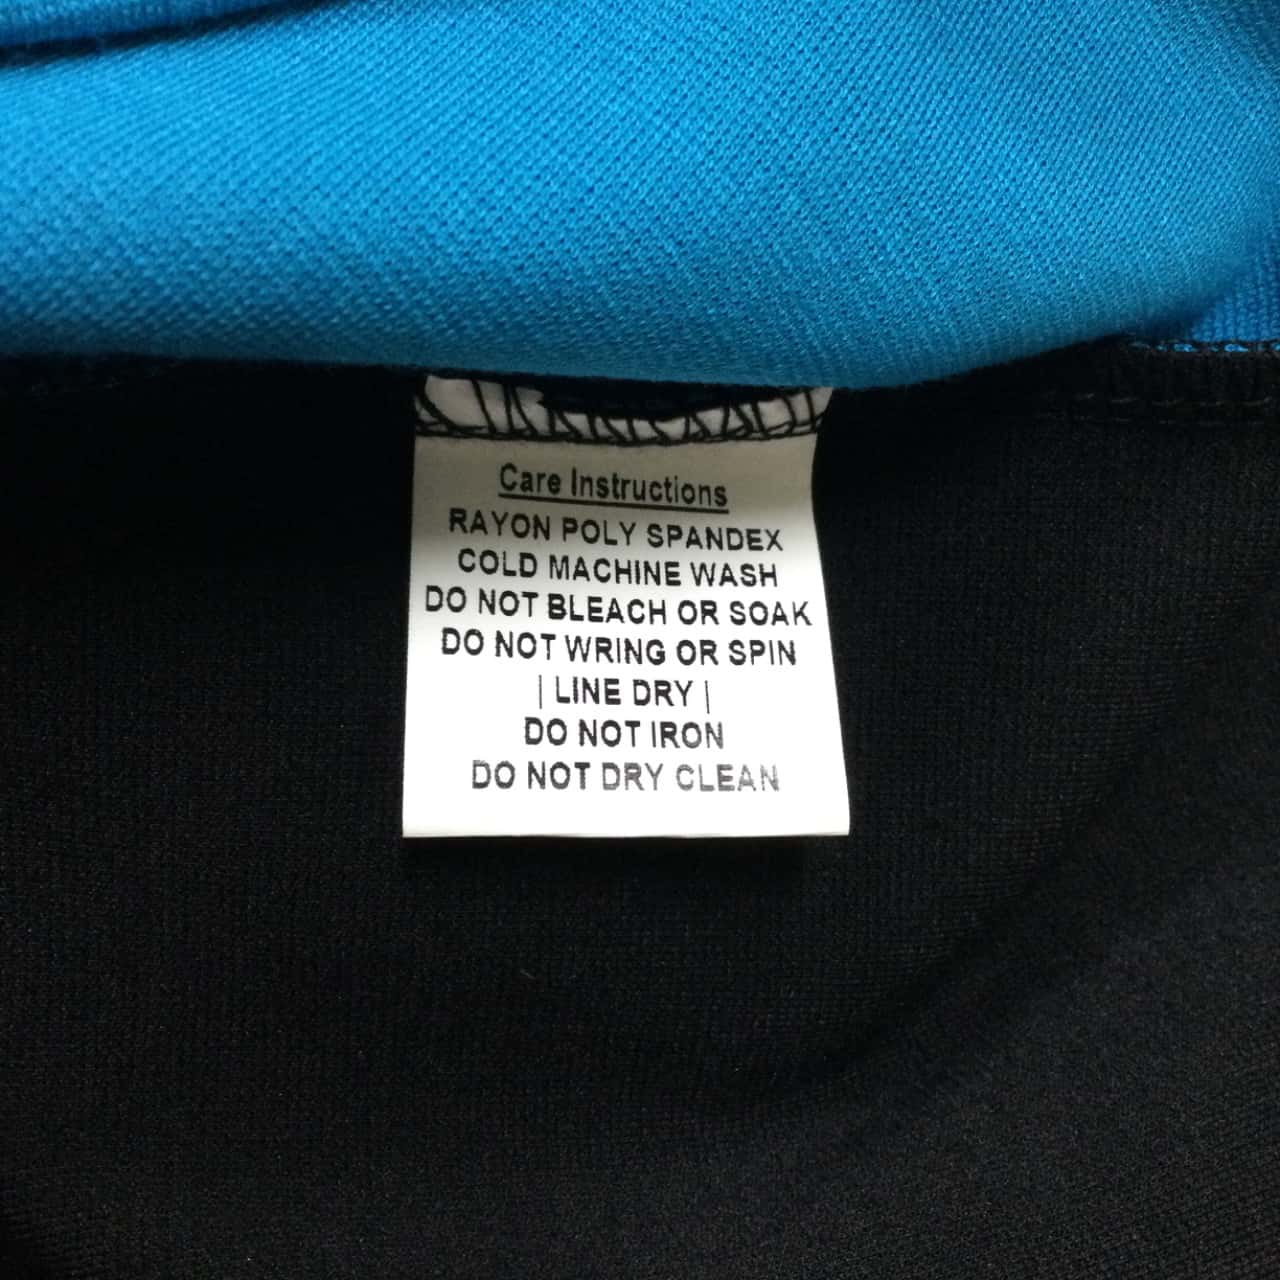 Care Instructions
RAYON POLY SPANDEX
COLD MACHINE WASH
DO NOT BLEACH OR SOAK
DO NOT WRING OR SPIN
| LINE DRY |
DO NOT IRON
DO NOT DRY CLEAN